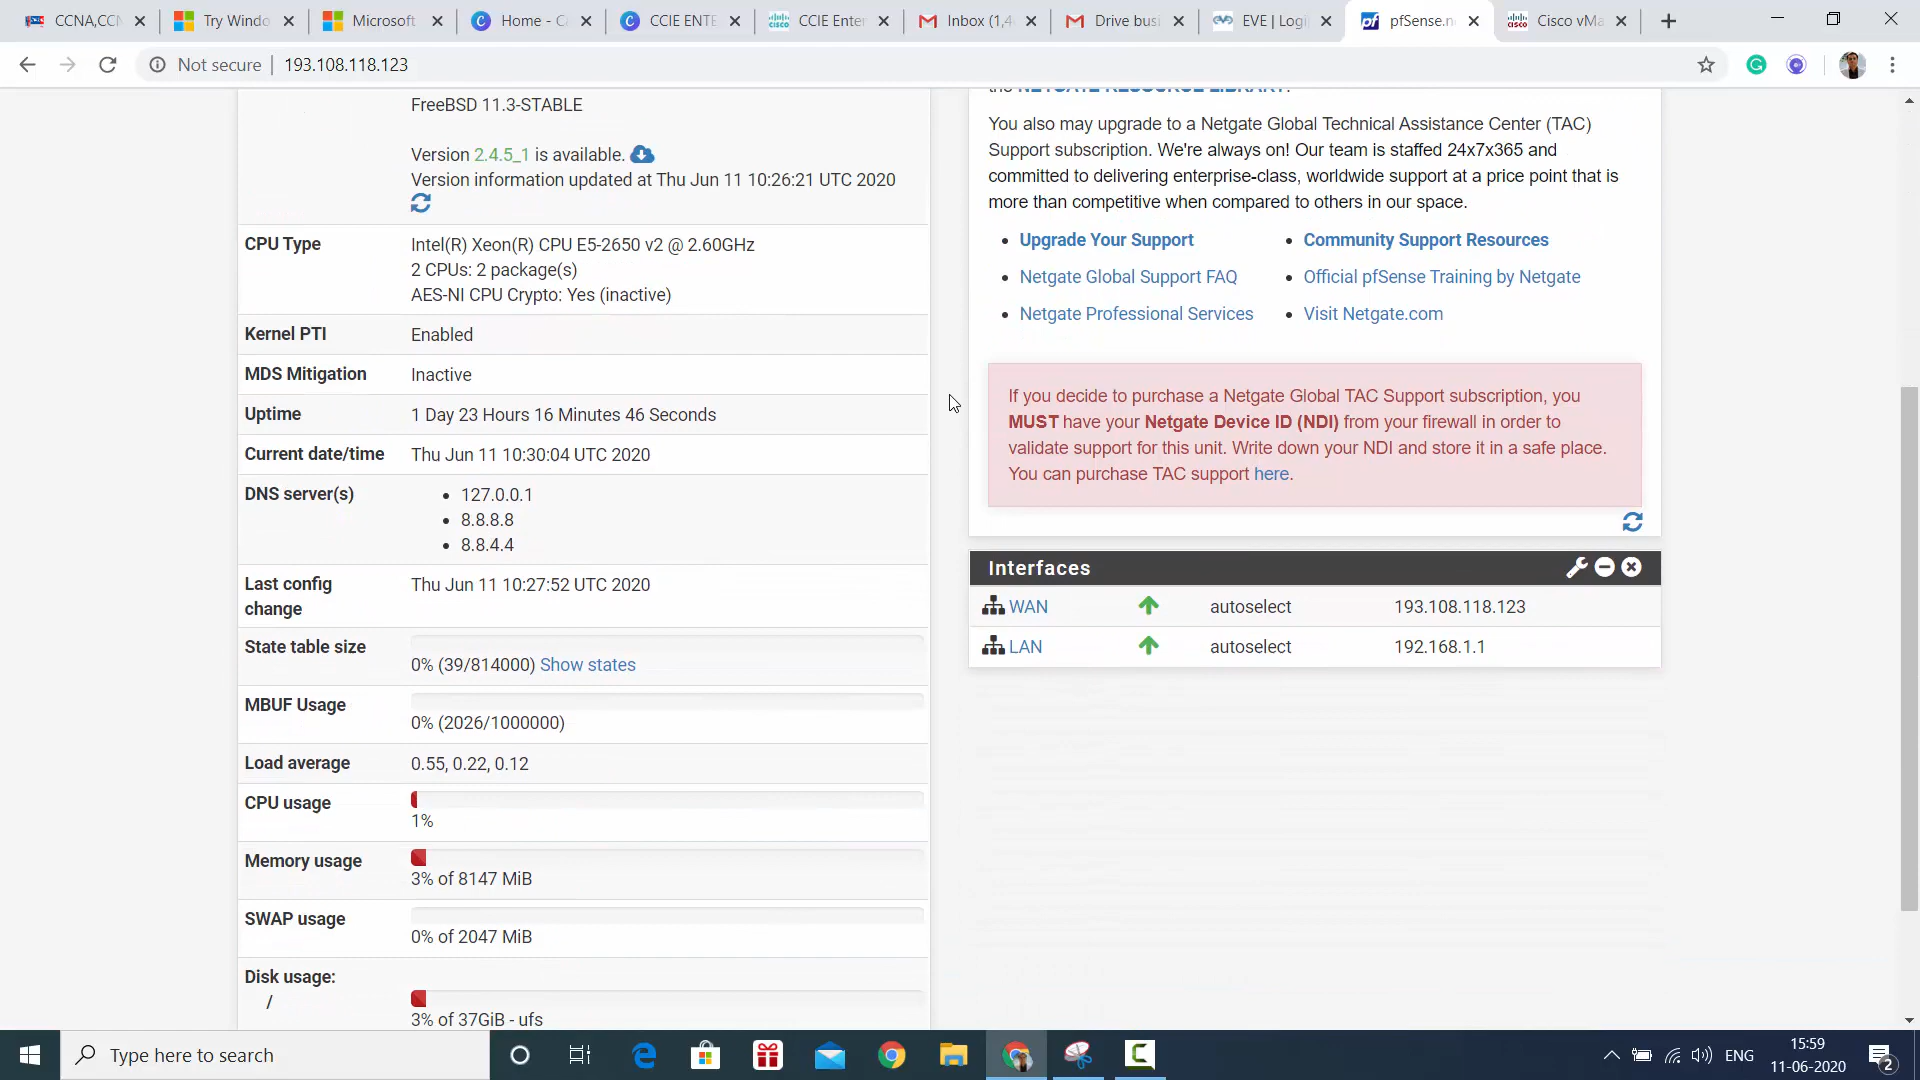 CCNA,CCN
Try Windo
Microsoft
Home - C
CCIE ENTE
CCIE Enter
Inbox (1,4
Drive busi
EVE | Logi
pfSense.n
Cisco vMa
Not secure
193.108.118.123
FreeBSD 11.3-STABLE
Version 2.4.5_1 is available.
Version information updated at Thu Jun 11 10:26:21 UTC 2020
CPU Type
Intel(R) Xeon(R) CPU E5-2650 v2 @ 2.60GHz
2 CPUs: 2 package(s)
AES-NI CPU Crypto: Yes (inactive)
Kernel PTI
Enabled
MDS Mitigation
Inactive
Uptime
1 Day 23 Hours 16 Minutes 46 Seconds
Current date/time
Thu Jun 11 10:30:04 UTC 2020
DNS server(s)
127.0.0.1
8.8.8.8
8.8.4.4
Last config
change
Thu Jun 11 10:27:52 UTC 2020
State table size
0% (39/814000) Show states
MBUF Usage
0% (2026/1000000)
Load average
0.55, 0.22, 0.12
CPU usage
1%
Memory usage
3% of 8147 MiB
SWAP usage
0% of 2047 MiB
Disk usage:
/
3% of 37GiB - ufs
the NETGATE RESOURCE LIBRARY.
You also may upgrade to a Netgate Global Technical Assistance Center (TAC)
Support subscription. We're always on! Our team is staffed 24x7x365 and
committed to delivering enterprise-class, worldwide support at a price point that is
more than competitive when compared to others in our space.
Upgrade Your Support
Community Support Resources
Netgate Global Support FAQ
Official pfSense Training by Netgate
Netgate Professional Services
Visit Netgate.com
If you decide to purchase a Netgate Global TAC Support subscription, you
MUST have your Netgate Device ID (NDI) from your firewall in order to
validate support for this unit. Write down your NDI and store it in a safe place.
You can purchase TAC support here.
Interfaces
WAN autoselect 193.108.118.123
LAN autoselect 192.168.1.1
Type here to search
ENG
15:59
11-06-2020
2